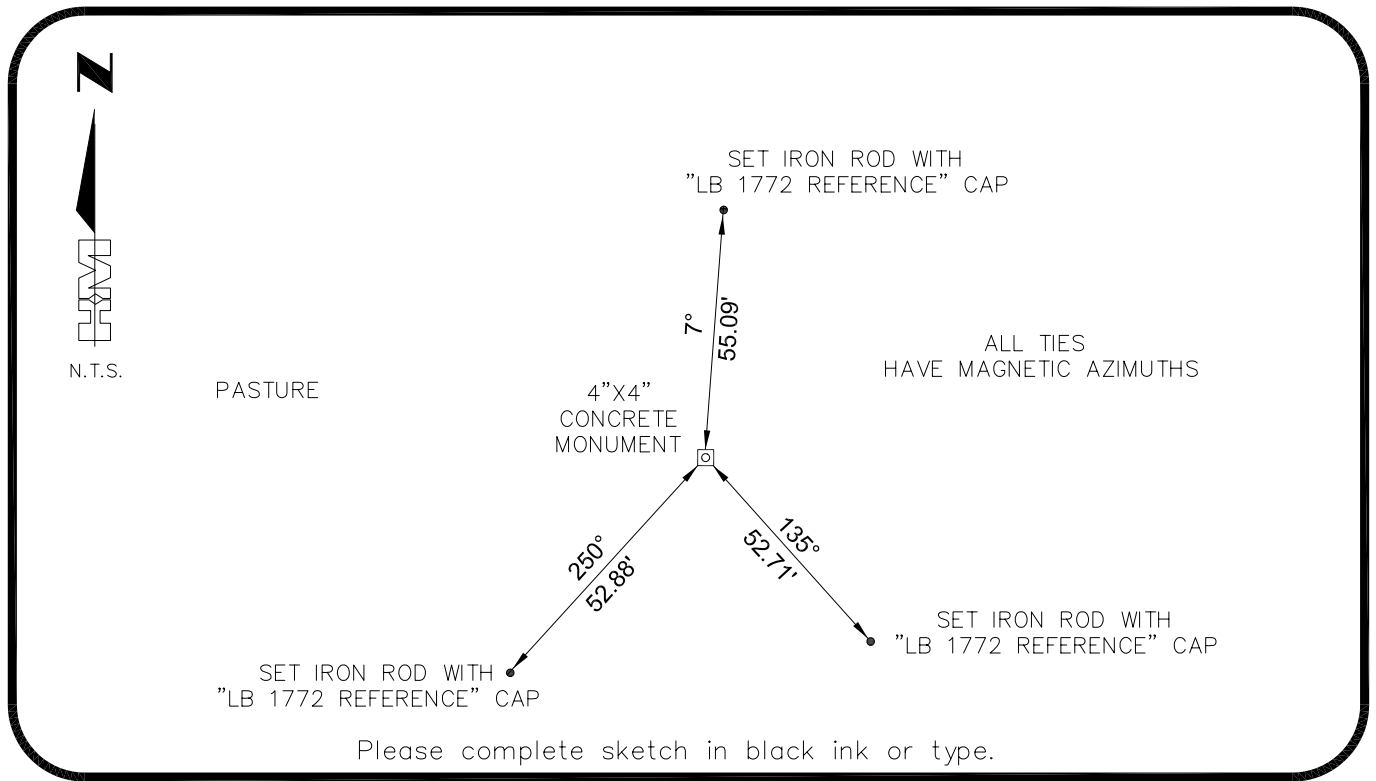 N
HM
N.T.S.
SET IRON ROD WITH
"LB 1772 REFERENCE" CAP
7°
55.09'
ALL TIES
HAVE MAGNETIC AZIMUTHS
PASTURE
4"X4"
CONCRETE
MONUMENT
250°
52.88'
135°
52.71'
SET IRON ROD WITH
"LB 1772 REFERENCE" CAP
SET IRON ROD WITH
"LB 1772 REFERENCE" CAP
Please complete sketch in black ink or type.